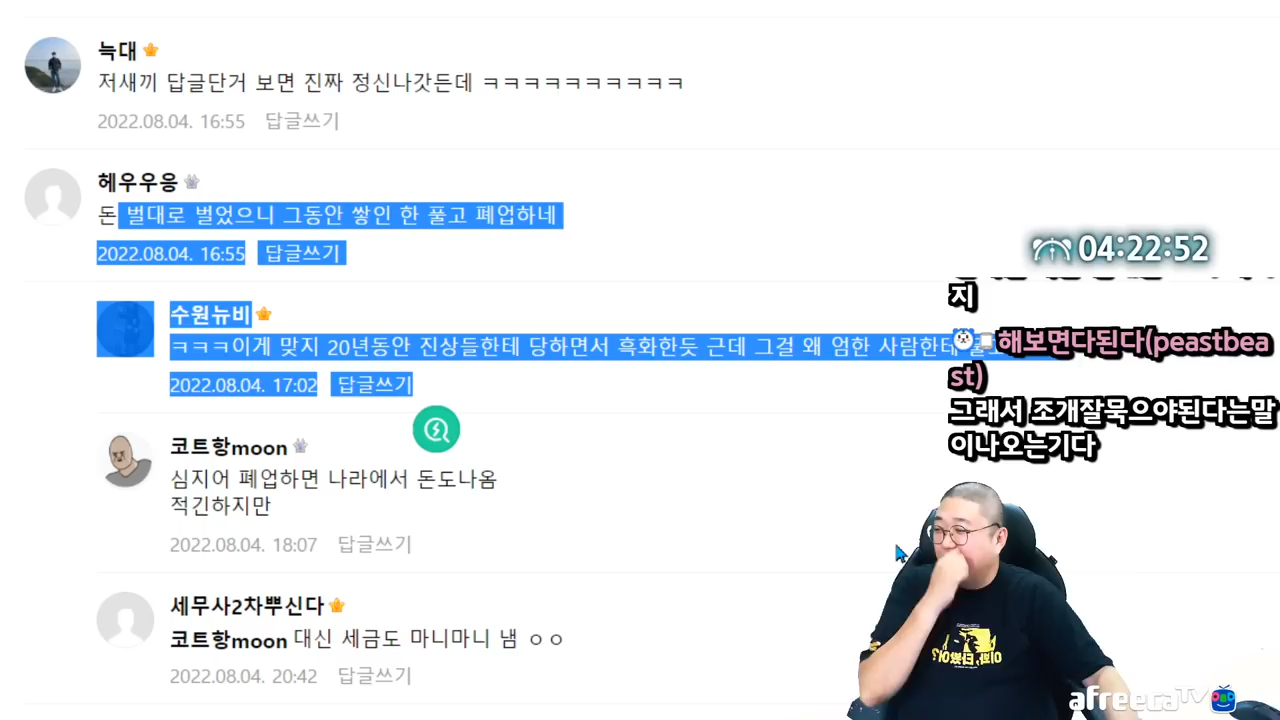 늑대
저새끼 답글단거 보면 진짜 정신나갓든데 ㅋㅋㅋㅋㅋㅋㅋㅋㅋㅋ
2022.08.04. 16:55 답글쓰기
헤우우응
돈 벌대로 벌었으니 그동안 쌓인 한 풀고 폐업하네
2022.08.04. 16:55 답글쓰기
수원뉴비
ㅋㅋㅋ이게 맞지 20년동안 진상들한테 당하면서 흑화한듯 근데 그걸 왜 엄한 사람한테
2022.08.04. 17:02 답글쓰기
코트항moon
심지어 폐업하면 나라에서 돈도나옴
적긴하지만
2022.08.04. 18:07 답글쓰기
세무사2차뿌신다
코트항moon 대신 세금도 마니마니 냄 ㅇㅇ
2022.08.04. 20:42 답글쓰기
04:22:52
지
해보면다된다(peastbea
st)
그래서 조개잘묵으야된다는말
이나오는기다
이봐, 타봤어?
afreecaTV